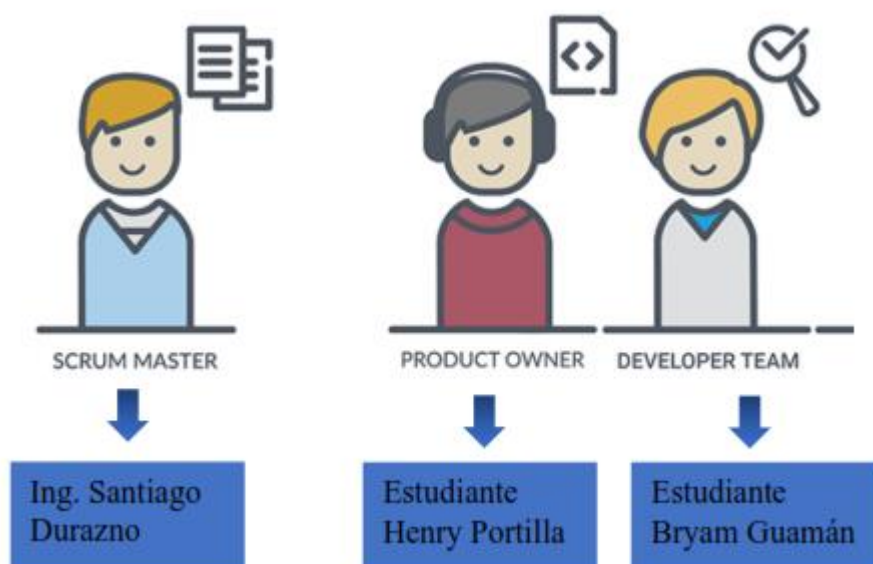 SCRUM MASTER
PRODUCT OWNER
DEVELOPER TEAM
Ing. Santiago
Durazno
Estudiante
Henry Portilla
Estudiante
Bryam Guamán